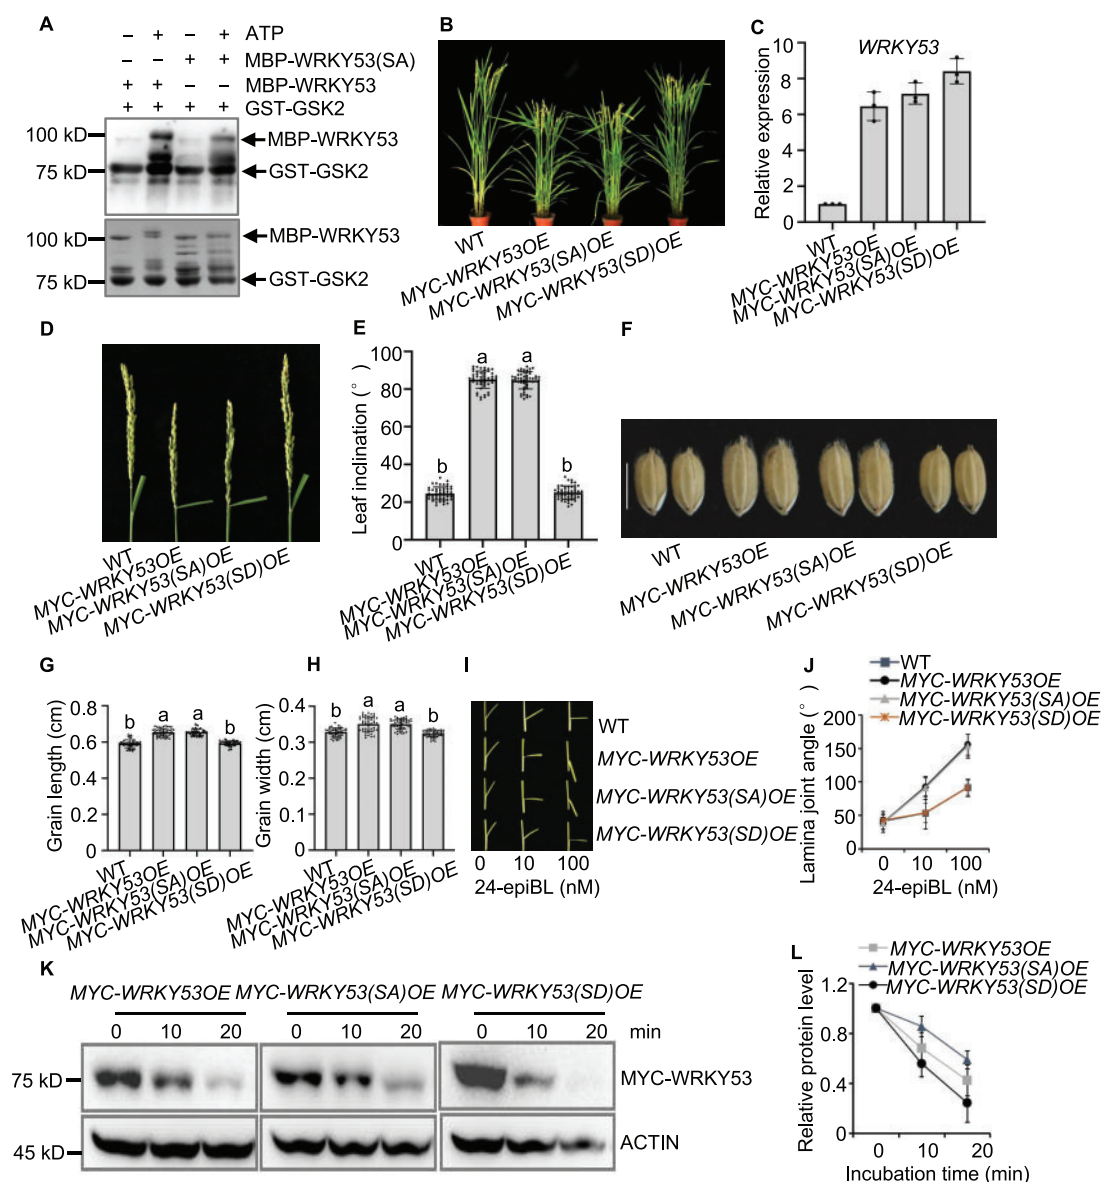 A
– + – + ATP
– – + + MBP-WRKY53(SA)
+ + – – MBP-WRKY53
+ + + + GST-GSK2
100 kD
MBP-WRKY53
75 kD
GST-GSK2
100 kD
MBP-WRKY53
75 kD
GST-GSK2
B
WT
MYC-WRKY53OE
MYC-WRKY53(SA)OE
MYC-WRKY53(SD)OE
C
WRKY53
Relative expression
10
8
6
4
2
0
WT
MYC-WRKY53OE
MYC-WRKY53(SA)OE
MYC-WRKY53(SD)OE
D
WT
MYC-WRKY53OE
MYC-WRKY53(SA)OE
MYC-WRKY53(SD)OE
E
Leaf inclination (°)
100
80
60
40
20
0
b a a b
WT
MYC-WRKY53OE
MYC-WRKY53(SA)OE
MYC-WRKY53(SD)OE
F
WT
MYC-WRKY53OE
MYC-WRKY53(SA)OE
MYC-WRKY53(SD)OE
G
Grain length (cm)
0.8
0.6
0.4
0.2
0
b a a b
WT
MYC-WRKY53OE
MYC-WRKY53(SA)OE
MYC-WRKY53(SD)OE
H
Grain width (cm)
0.4
0.3
0.2
0.1
0
b a a b
WT
MYC-WRKY53OE
MYC-WRKY53(SA)OE
MYC-WRKY53(SD)OE
I
WT
MYC-WRKY53OE
MYC-WRKY53(SA)OE
MYC-WRKY53(SD)OE
0 10 100
24-epiBL (nM)
J
WT
MYC-WRKY53OE
MYC-WRKY53(SA)OE
MYC-WRKY53(SD)OE
Lamina joint angle (°)
200
150
100
50
0
0 10 100
24-epiBL (nM)
K
MYC-WRKY53OE MYC-WRKY53(SA)OE MYC-WRKY53(SD)OE
0 10 20 0 10 20 min 0 10 20
75 kD
MYC-WRKY53
45 kD
ACTIN
L
MYC-WRKY53OE
MYC-WRKY53(SA)OE
MYC-WRKY53(SD)OE
Relative protein level
1.2
0.8
0.4
0
0 10 20
Incubation time (min)